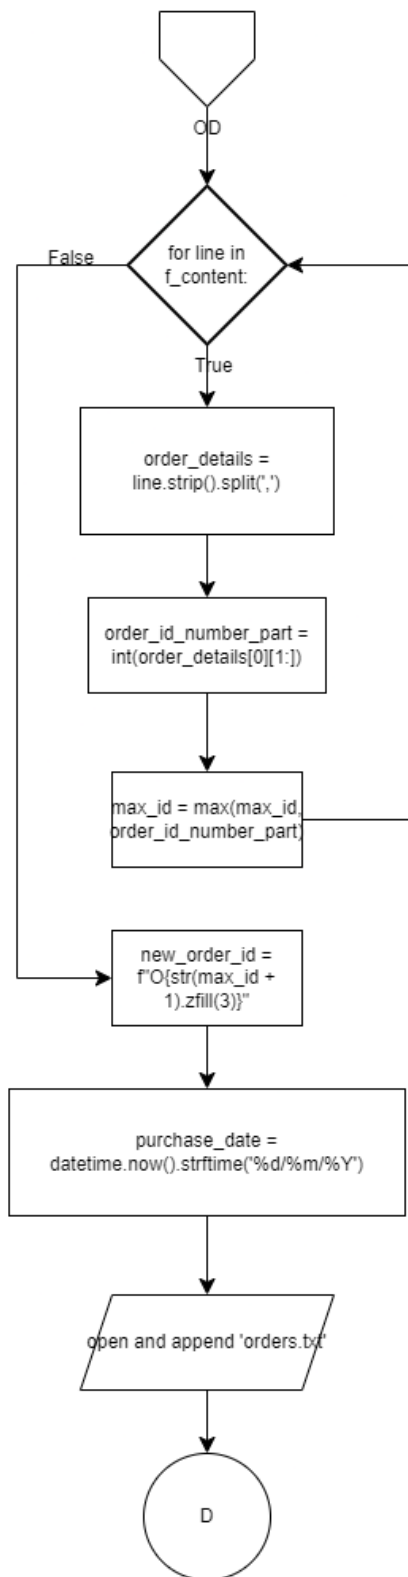 OD
for line in
f_content:
False
True
order_details =
line.strip().split(',')
order_id_number_part =
int(order_details[0][1:])
max_id = max(max_id,
order_id_number_part)
new_order_id =
f"O{str(max_id +
1).zfill(3)}"
purchase_date =
datetime.now().strftime('%d/%m/%Y')
open and append 'orders.txt'
D